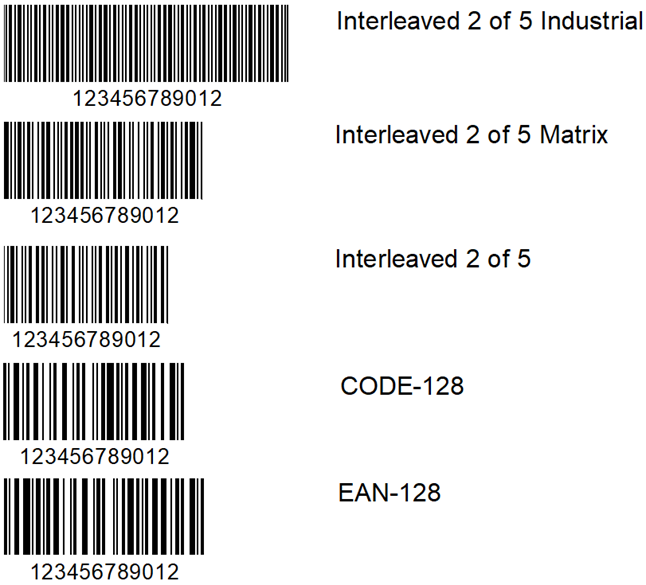 Interleaved 2 of 5 Industrial
123456789012
Interleaved 2 of 5 Matrix
123456789012
Interleaved 2 of 5
123456789012
CODE-128
123456789012
EAN-128
123456789012